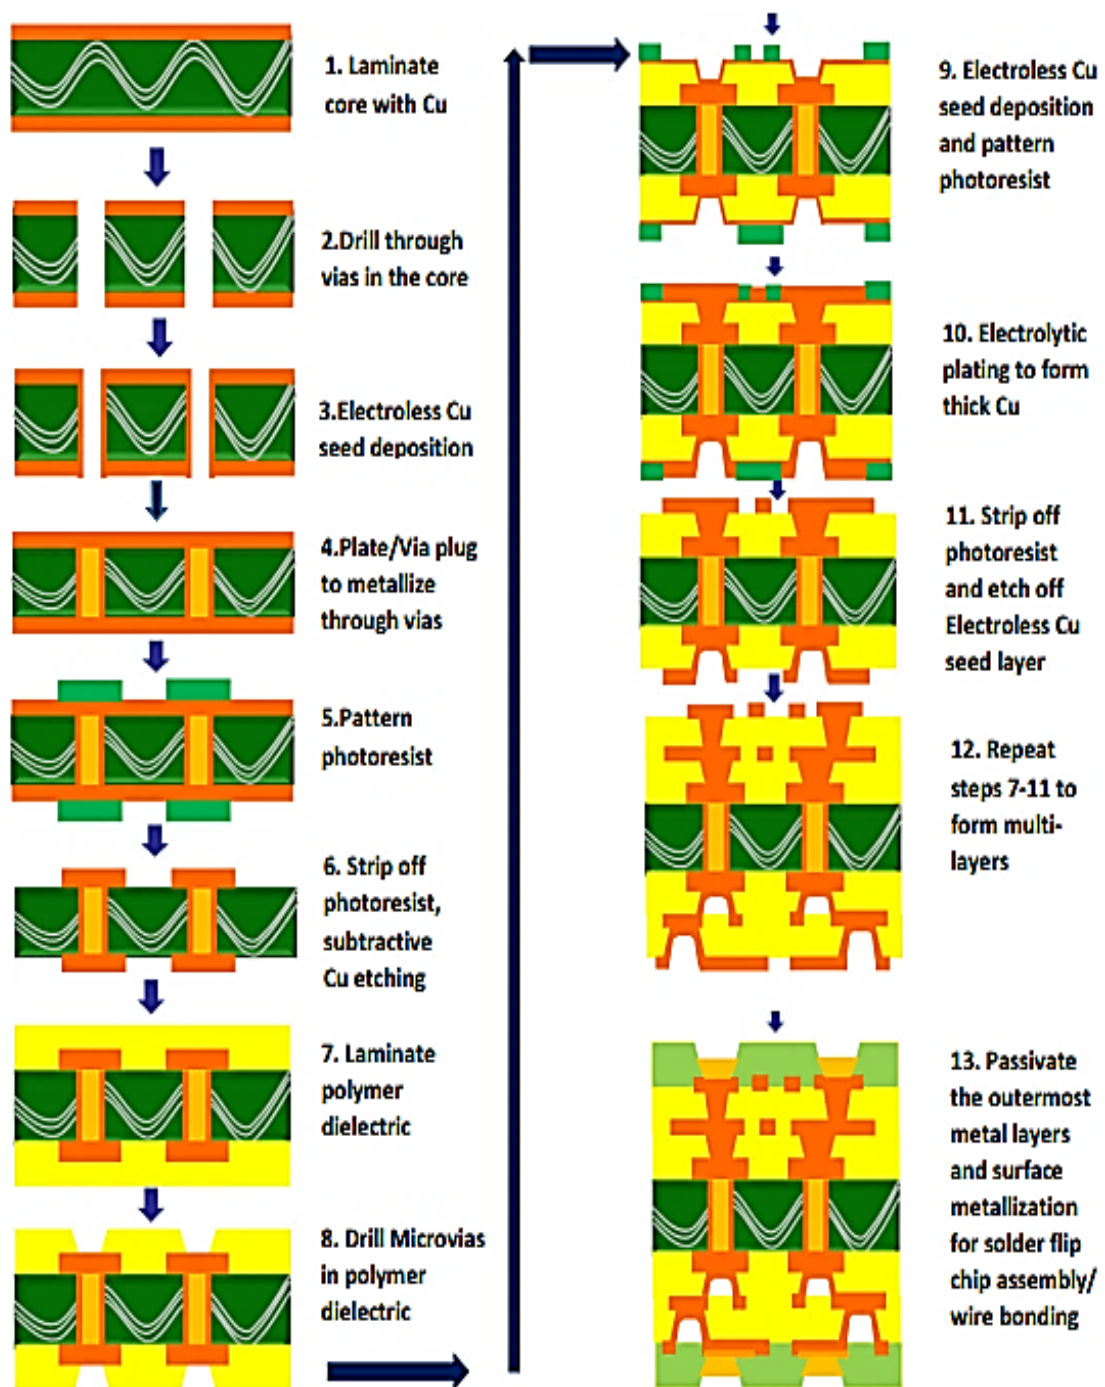 1. Laminate
core with Cu
2.Drill through
vias in the core
3.Electroless Cu
seed deposition
4.Plate/Via plug
to metallize
through vias
5.Pattern
photoresist
6. Strip off
photoresist,
subtractive
Cu etching
7. Laminate
polymer
dielectric
8. Drill Microvias
in polymer
dielectric
9. Electroless Cu
seed deposition
and pattern
photoresist
10. Electrolytic
plating to form
thick Cu
11. Strip off
photoresist
and etch off
Electroless Cu
seed layer
12. Repeat
steps 7-11 to
form multi-
layers
13. Passivate
the outermost
metal layers
and surface
metallization
for solder flip
chip assembly/
wire bonding